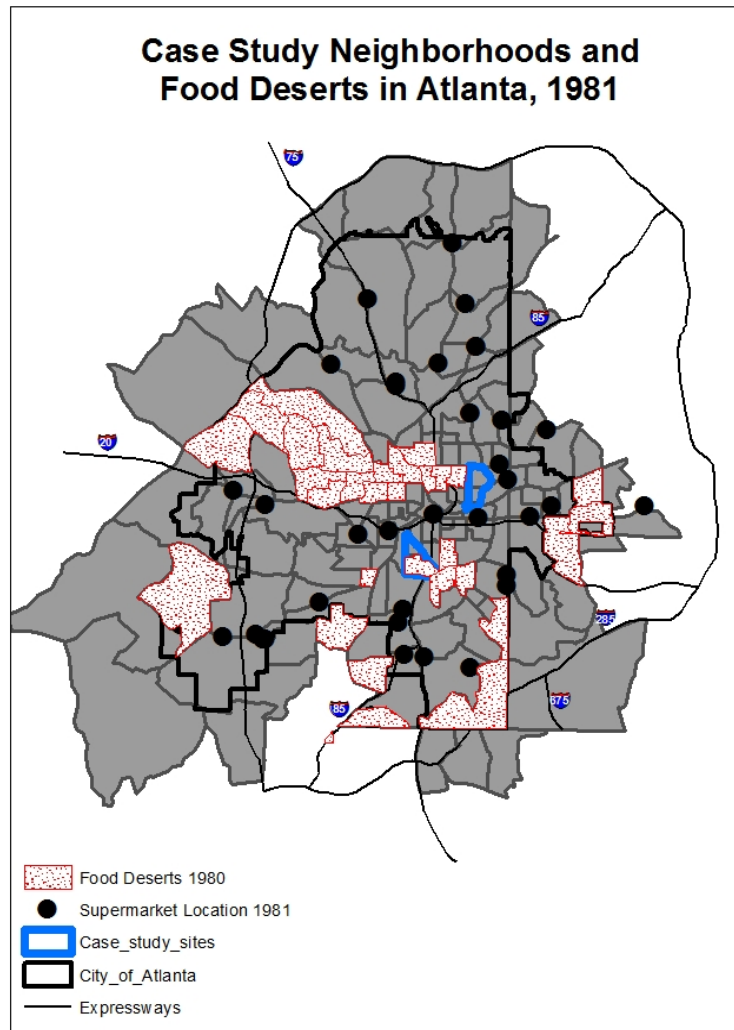 Case Study Neighborhoods and
Food Deserts in Atlanta, 1981
75
85
20
285
85
675
Food Deserts 1980
Supermarket Location 1981
Case_study_sites
City_of_Atlanta
Expressways